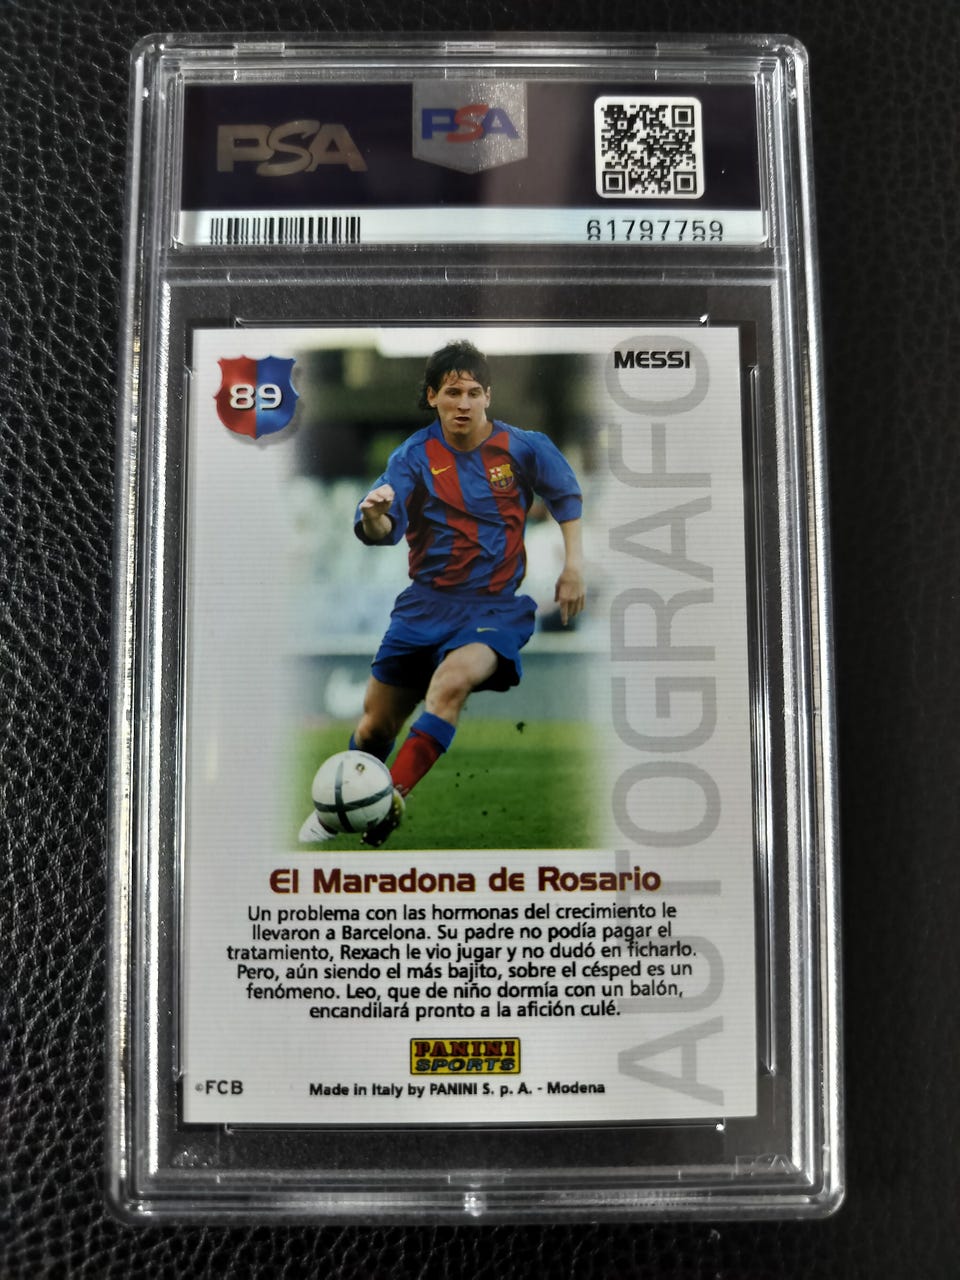 PSA
PSA
61797759
89
MESSI
AUTOGRAFO
El Maradona de Rosario
Un problema con las hormonas del crecimiento le
llevaron a Barcelona. Su padre no podía pagar el
tratamiento, Rexach le vio jugar y no dudó en ficharlo.
Pero, aún siendo el más bajito, sobre el césped es un
fenómeno. Leo, que de niño dormía con un balón,
encandilará pronto a la afición culé.
PANINI
SPORTS
©FCB
Made in Italy by PANINI S. p. A. - Modena
PSA